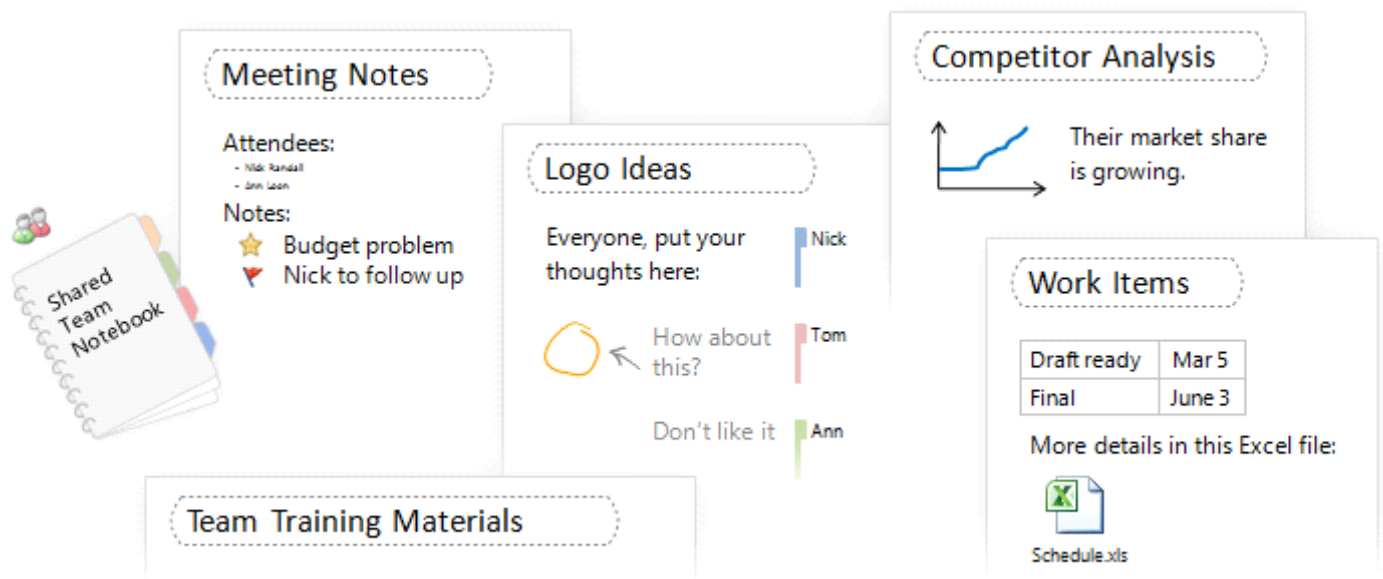 Shared
Team
Notebook
Meeting Notes
Attendees:
- Nick Randall
- Ann Loon
Notes:
Budget problem
Nick to follow up
Logo Ideas
Everyone, put your
thoughts here:
Nick
How about
this?
Tom
Don't like it
Ann
Competitor Analysis
Their market share
is growing.
Work Items
Draft ready Mar 5
Final June 3
More details in this Excel file:
Schedule.xls
Team Training Materials